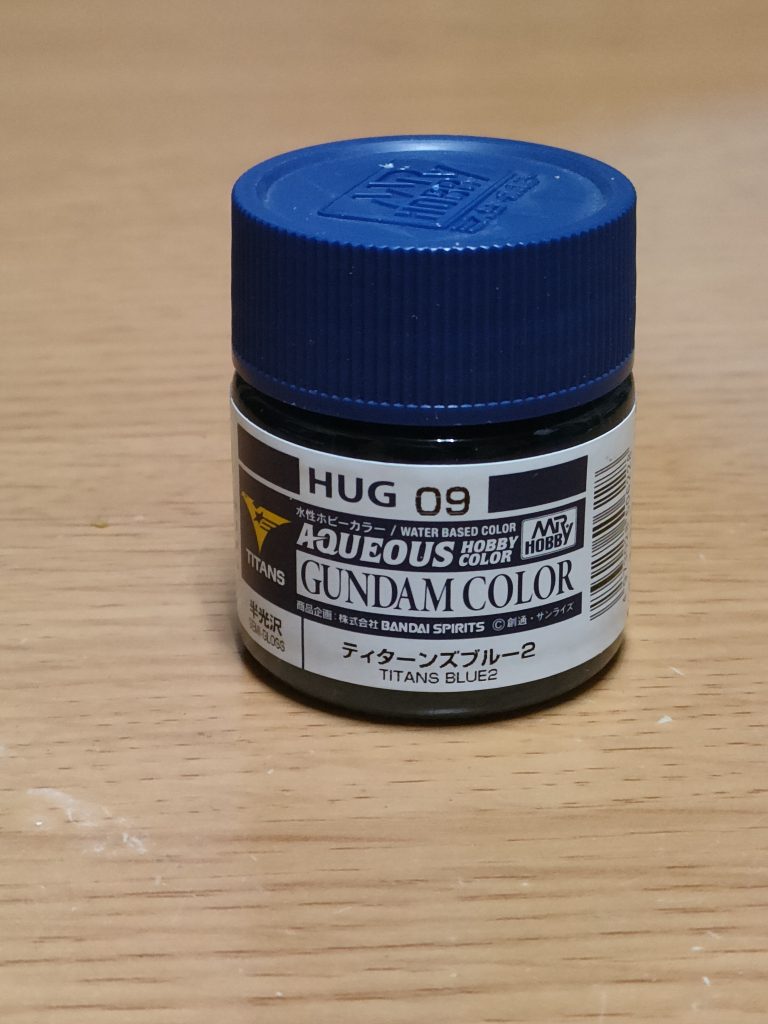 MR
HOBBY
HUG 09
水性ホビーカラー / WATER BASED COLOR
AQUEOUS HOBBY COLOR
MR HOBBY
TITANS
GUNDAM COLOR
商品企画:株式会社 BANDAI SPIRITS ©創通・サンライズ
半光沢
SEMI-GLOSS
ティターンズブルー2
TITANS BLUE2